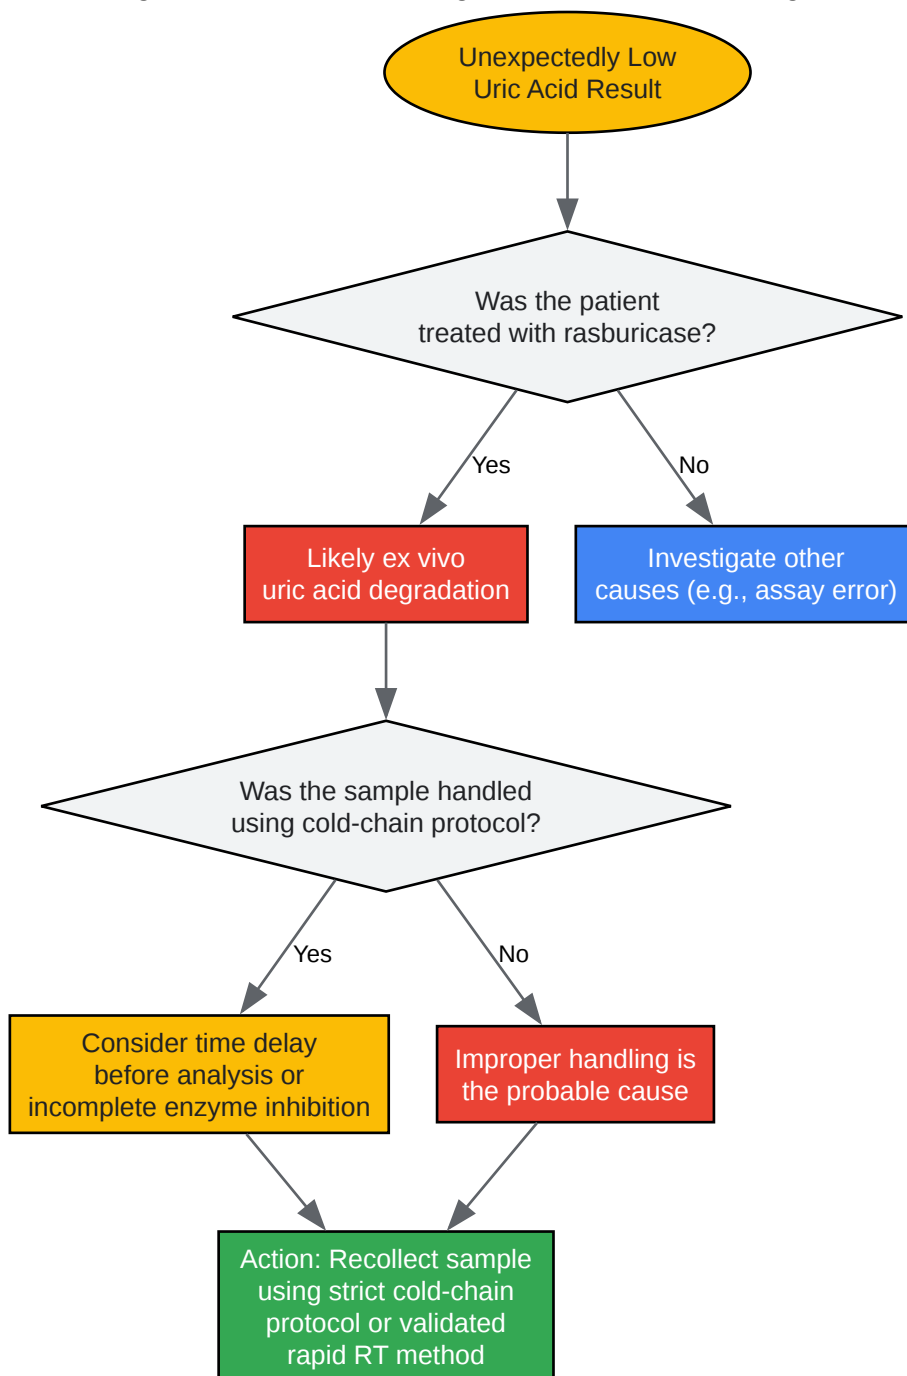 Unexpectedly Low
Uric Acid Result
Was the patient
treated with rasburicase?
Yes
No
Likely ex vivo
uric acid degradation
Investigate other
causes (e.g., assay error)
Was the sample handled
using cold-chain protocol?
Yes
No
Consider time delay
before analysis or
incomplete enzyme inhibition
Improper handling is
the probable cause
Action: Recollect sample
using strict cold-chain
protocol or validated
rapid RT method